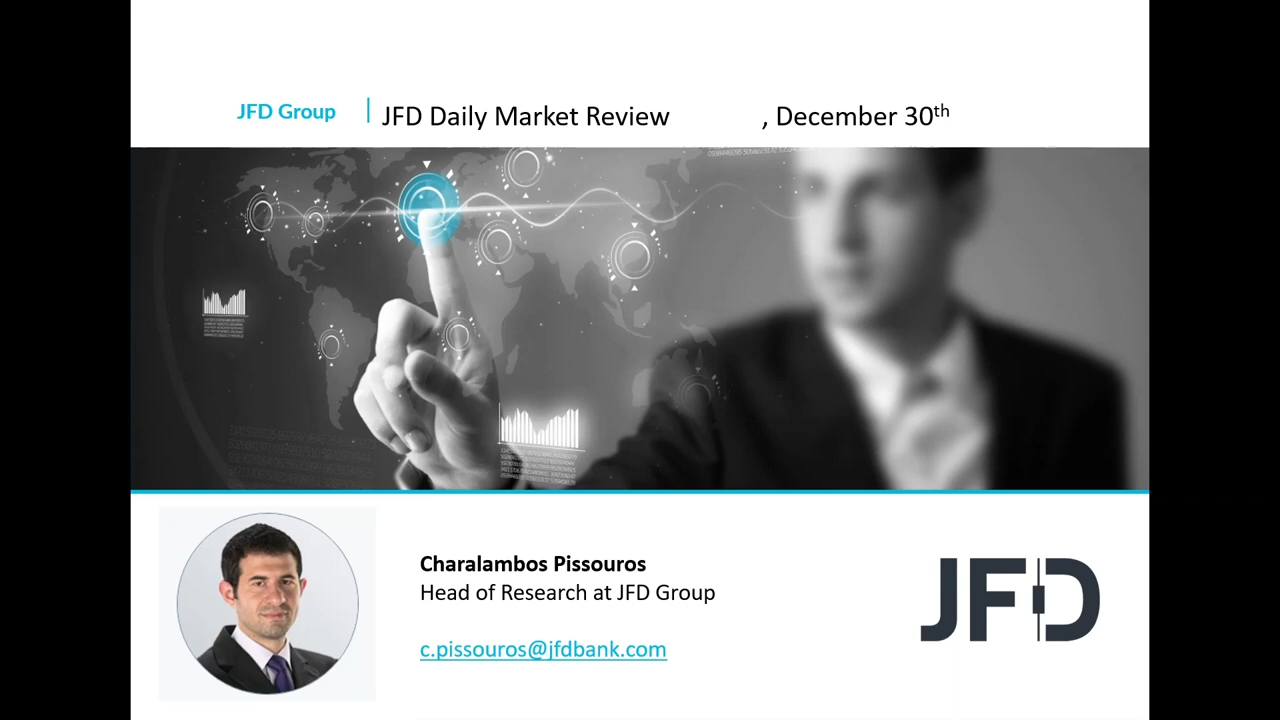 JFD Group
JFD Daily Market Review , December 30th
Charalambos Pissouros
Head of Research at JFD Group
c.pissouros@jfdbank.com
JFD